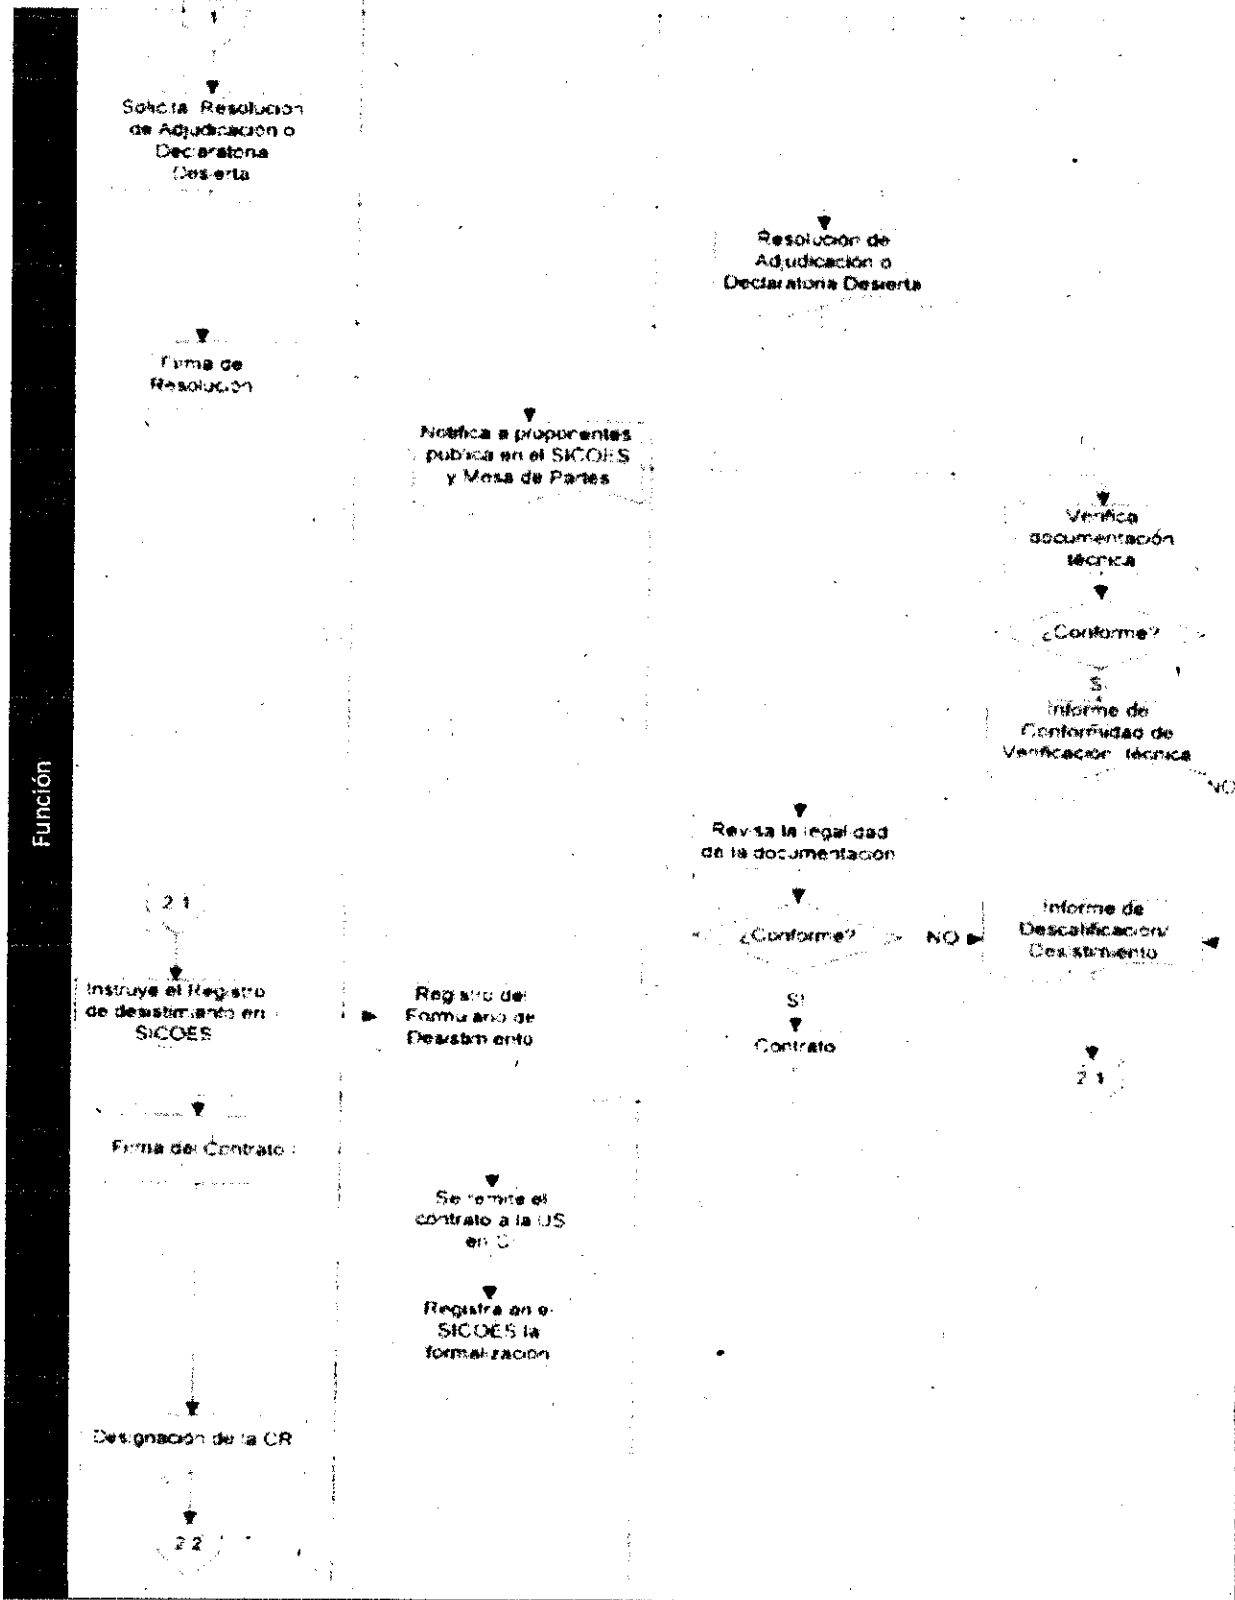 1
Solicita Resolución
de Adjudicación o
Declaratoria
Desierta
Resolución de
Adjudicación o
Declaratoria Desierta
Firma de
Resolución
Notifica a proponentes
publica en el SICOES
y Mesa de Partes
Verifica
documentación
técnica
¿Conforme?
SI
Informe de
Conformidad de
Verificación técnica
NO
Función
Revisa la legalidad
de la documentación
2.1
¿Conforme?
NO
Informe de
Descalificación/
Desistimiento
Instruye el Registro
de desistimiento en
SICOES
Registro del
Formulario de
Desistimiento
SI
Contrato
2.1
Firma del Contrato
Se remite el
contrato a la US
en
Registra en el
SICOES la
formalización
Designación de la CR
2.2